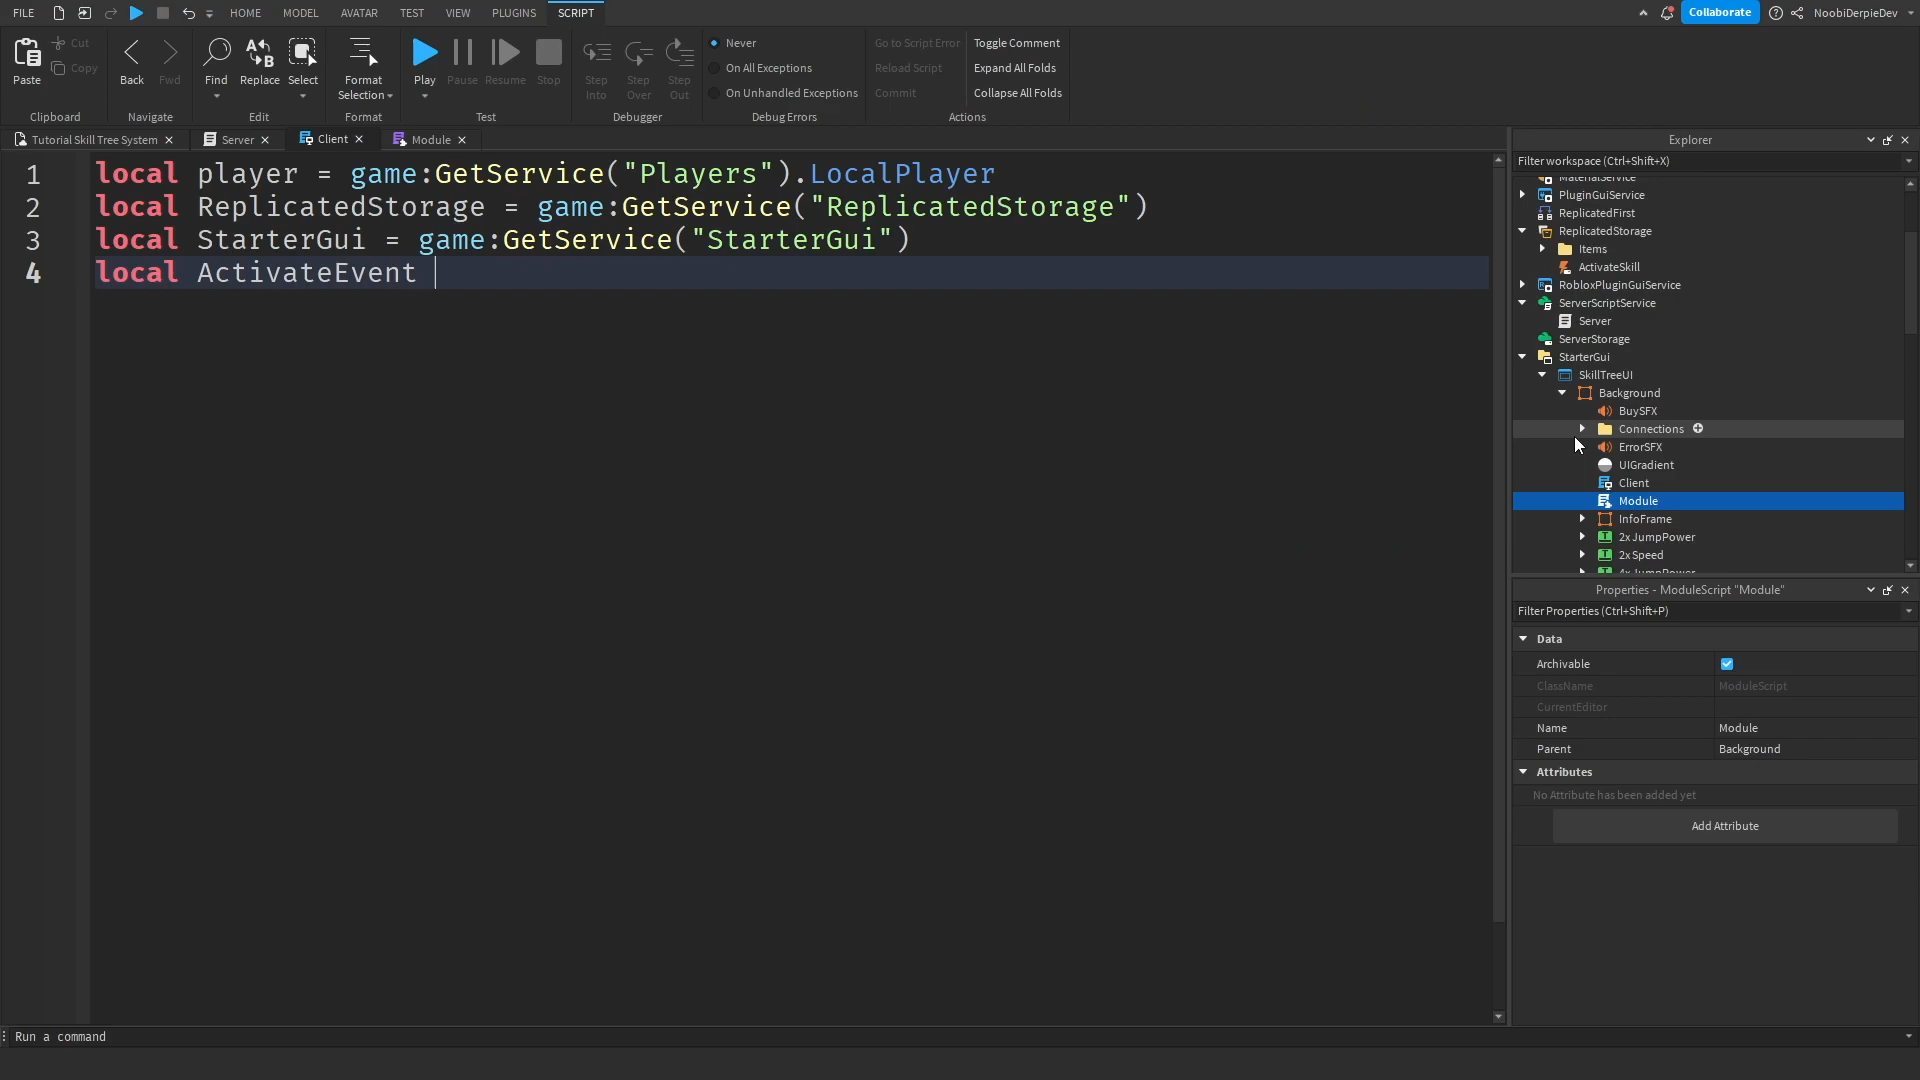 FILE HOME MODEL AVATAR TEST VIEW PLUGINS SCRIPT Collaborate NoobiDerpieDev
Paste Cut Copy Back Fwd Find Replace Select Format Selection Play Pause Resume Stop Step Into Step Over Step Out
Never
On All Exceptions
On Unhandled Exceptions
Go to Script Error
Reload Script
Commit
Toggle Comment
Expand All Folds
Collapse All Folds
Clipboard Navigate Edit Format Test Debugger Debug Errors Actions
Tutorial Skill Tree System Server Client Module
1 local player = game:GetService("Players").LocalPlayer
2 local ReplicatedStorage = game:GetService("ReplicatedStorage")
3 local StarterGui = game:GetService("StarterGui")
4 local ActivateEvent
Explorer
Filter workspace (Ctrl+Shift+X)
MaterialService
PluginGuiService
ReplicatedFirst
ReplicatedStorage
Items
ActivateSkill
RobloxPluginGuiService
ServerScriptService
Server
ServerStorage
StarterGui
SkillTreeUI
Background
BuySFX
Connections
ErrorSFX
UIGradient
Client
Module
InfoFrame
2xJumpPower
2xSpeed
4xJumpPower
Properties - ModuleScript "Module"
Filter Properties (Ctrl+Shift+P)
Data
Archivable
ClassName ModuleScript
CurrentEditor
Name Module
Parent Background
Attributes
No Attribute has been added yet
Add Attribute
Run a command